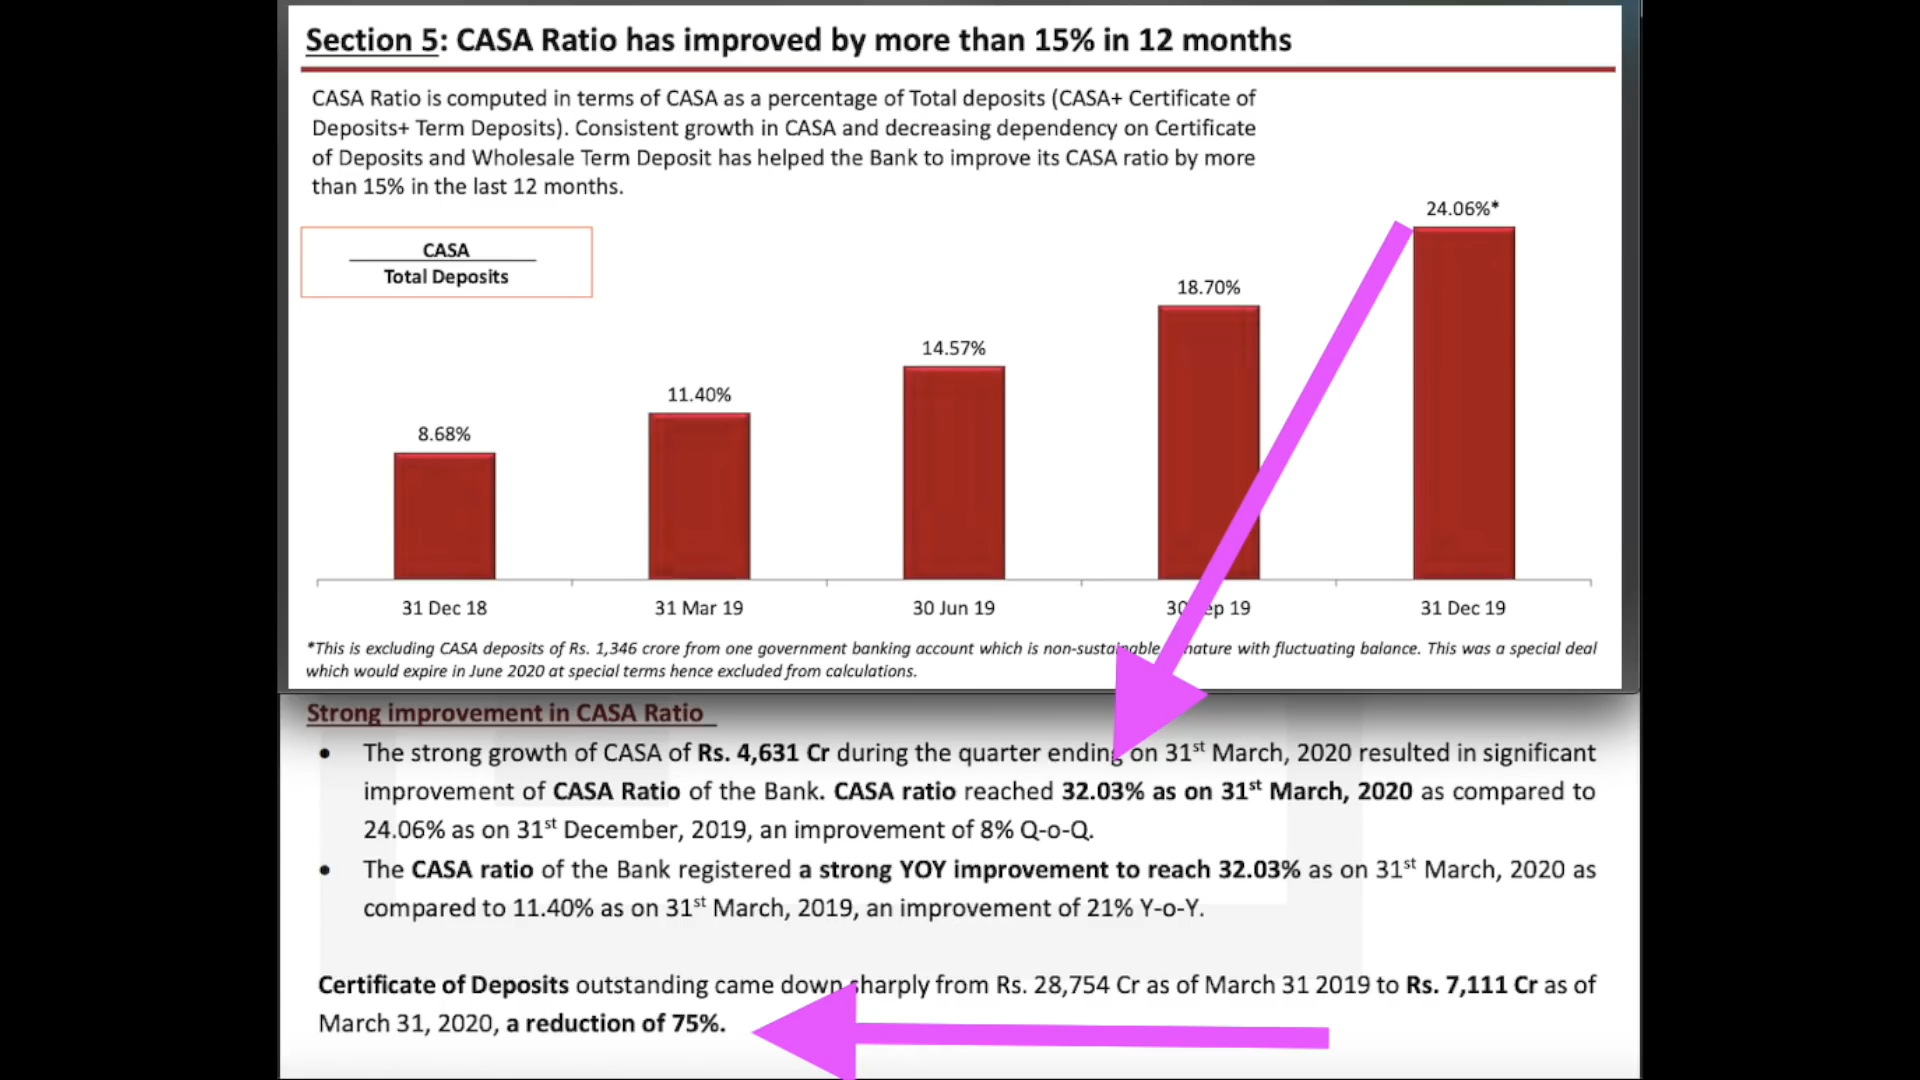 Section 5: CASA Ratio has improved by more than 15% in 12 months
CASA Ratio is computed in terms of CASA as a percentage of Total deposits (CASA+ Certificate of
Deposits+ Term Deposits). Consistent growth in CASA and decreasing dependency on Certificate
of Deposits and Wholesale Term Deposit has helped the Bank to improve its CASA ratio by more
than 15% in the last 12 months.
CASA
Total Deposits
8.68%
11.40%
14.57%
18.70%
24.06%*
31 Dec 18
31 Mar 19
30 Jun 19
30 Sep 19
31 Dec 19
*This is excluding CASA deposits of Rs. 1,346 crore from one government banking account which is non-sustainable nature with fluctuating balance. This was a special deal
which would expire in June 2020 at special terms hence excluded from calculations.
Strong improvement in CASA Ratio
• The strong growth of CASA of Rs. 4,631 Cr during the quarter ending on 31st March, 2020 resulted in significant
improvement of CASA Ratio of the Bank. CASA ratio reached 32.03% as on 31st March, 2020 as compared to
24.06% as on 31st December, 2019, an improvement of 8% Q-o-Q.
• The CASA ratio of the Bank registered a strong YOY improvement to reach 32.03% as on 31st March, 2020 as
compared to 11.40% as on 31st March, 2019, an improvement of 21% Y-o-Y.
Certificate of Deposits outstanding came down sharply from Rs. 28,754 Cr as of March 31 2019 to Rs. 7,111 Cr as of
March 31, 2020, a reduction of 75%.